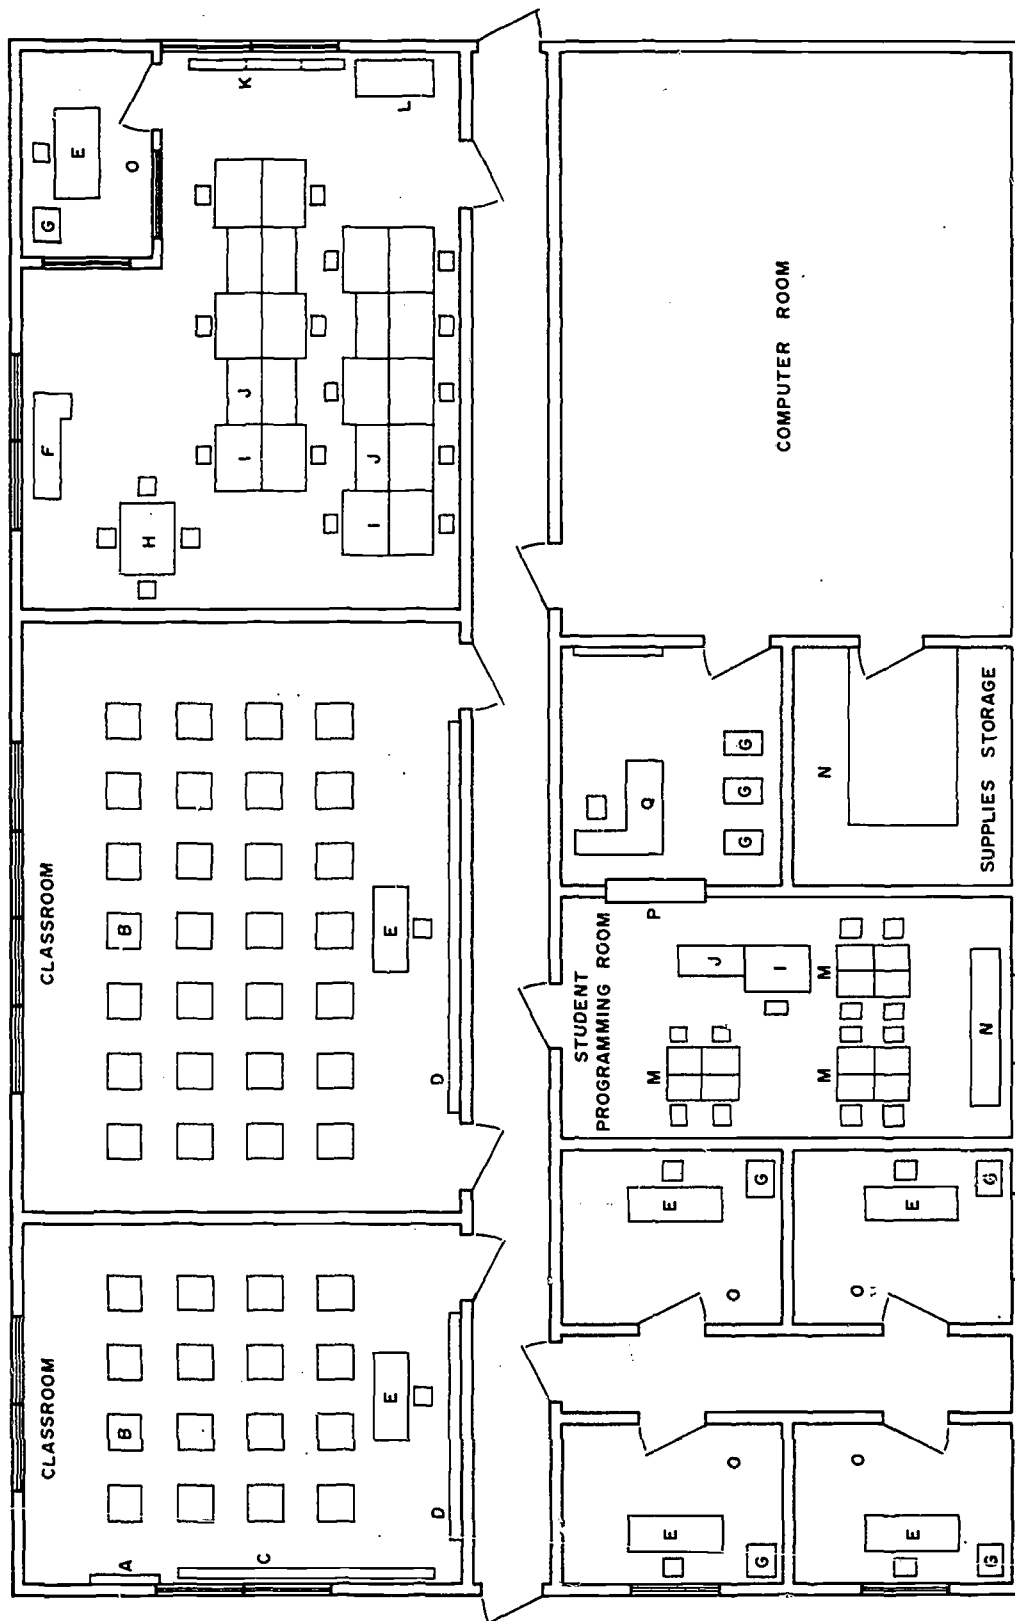 CLASSROOM
A
B
C
E
D
CLASSROOM
B
E
D
F
H
I
J
I
J
G
E
O
K
L
E
G
O
E
G
O
E
G
O
E
G
O
STUDENT
PROGRAMMING ROOM
P
M
J
I
M
M
N
Q
G
G
G
N
SUPPLIES STORAGE
COMPUTER ROOM